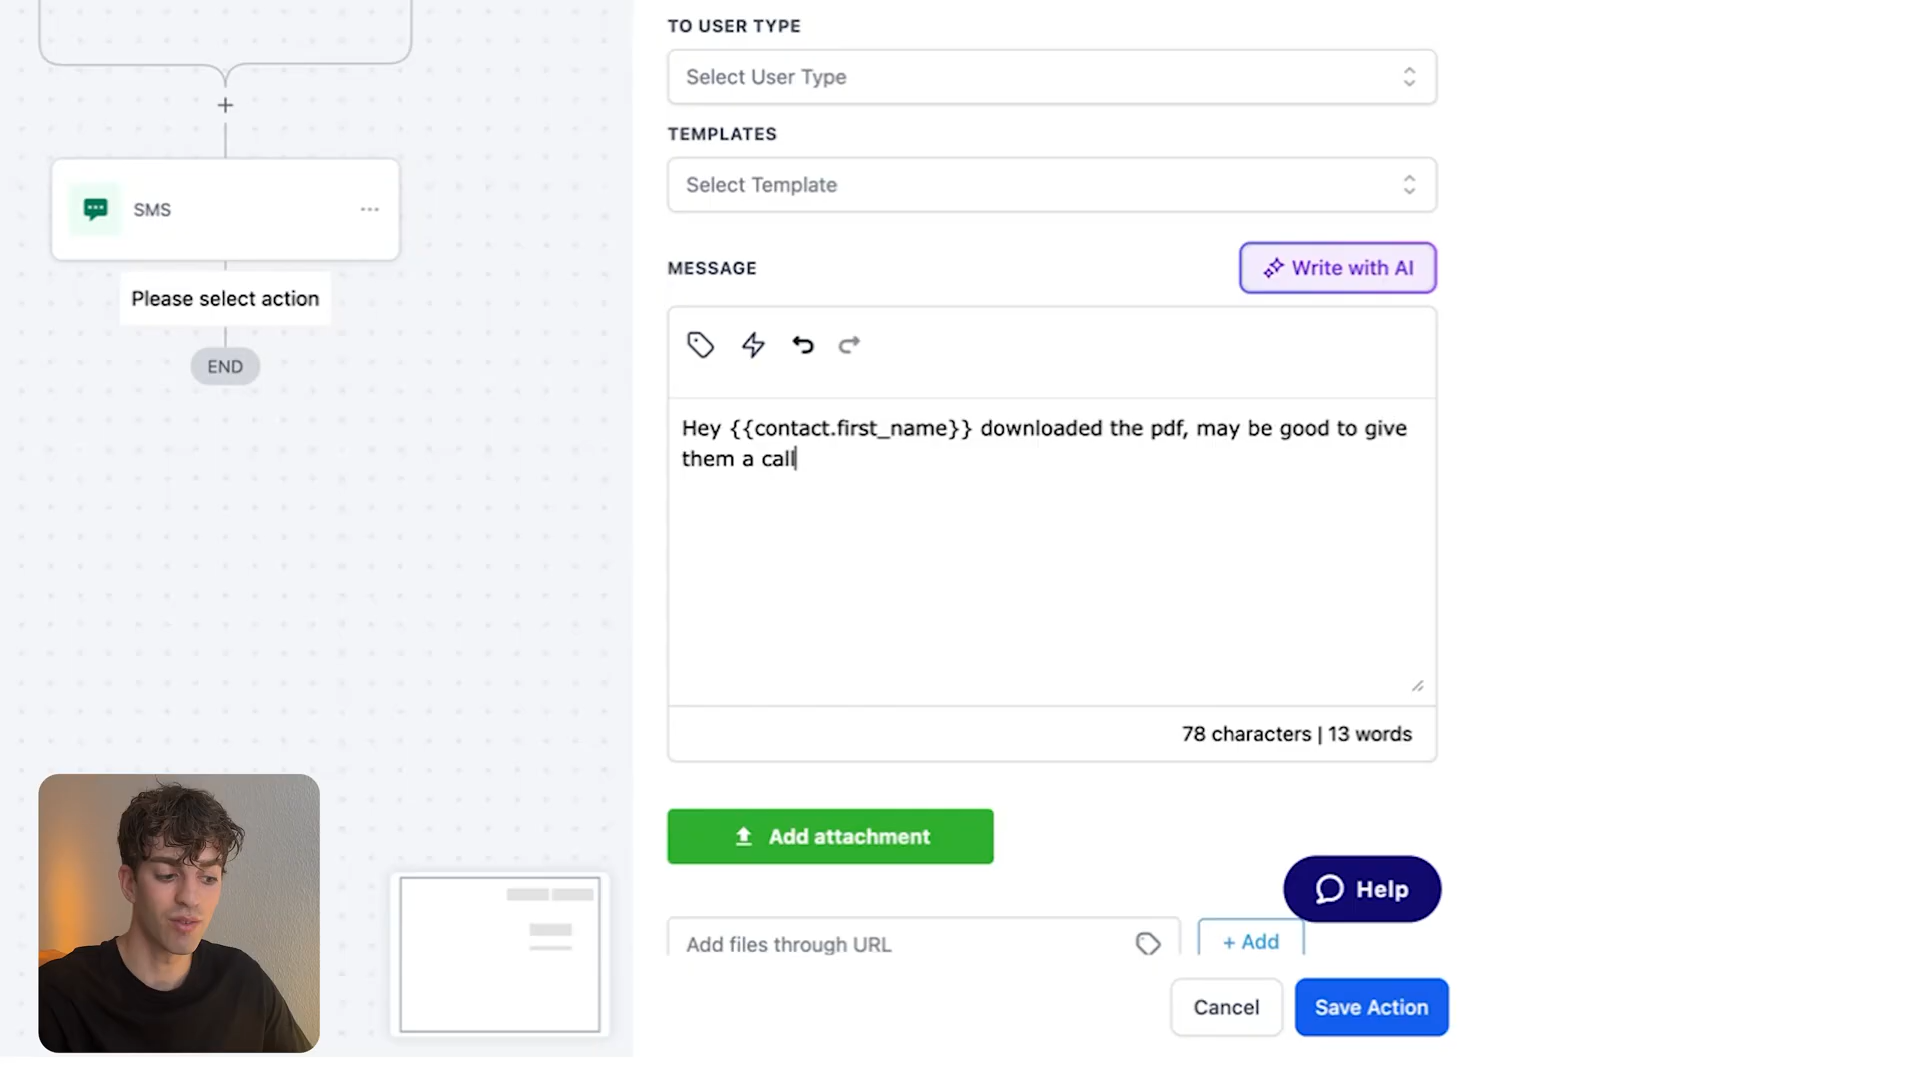 TO USER TYPE
Select User Type
TEMPLATES
Select Template
SMS
MESSAGE
Write with AI
Please select action
END
Hey {{contact.first_name}} downloaded the pdf, may be good to give
them a call
78 characters | 13 words
Add attachment
Help
Add files through URL
+ Add
Cancel
Save Action